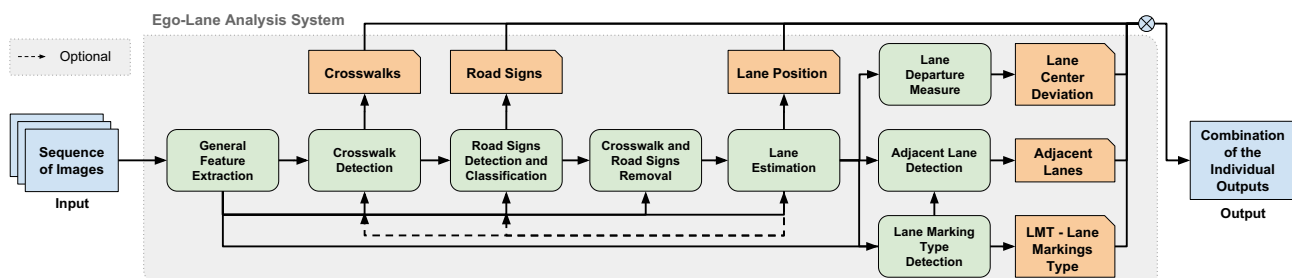 Ego-Lane Analysis System
Optional
Crosswalks
Road Signs
Lane Position
Lane
Departure
Measure
Lane
Center
Deviation
Sequence
of Images
Input
General
Feature
Extraction
Crosswalk
Detection
Road Signs
Detection and
Classification
Crosswalk and
Road Signs
Removal
Lane
Estimation
Adjacent Lane
Detection
Adjacent
Lanes
Combination
of the
Individual
Outputs
Output
Lane Marking
Type
Detection
LMT - Lane
Markings
Type